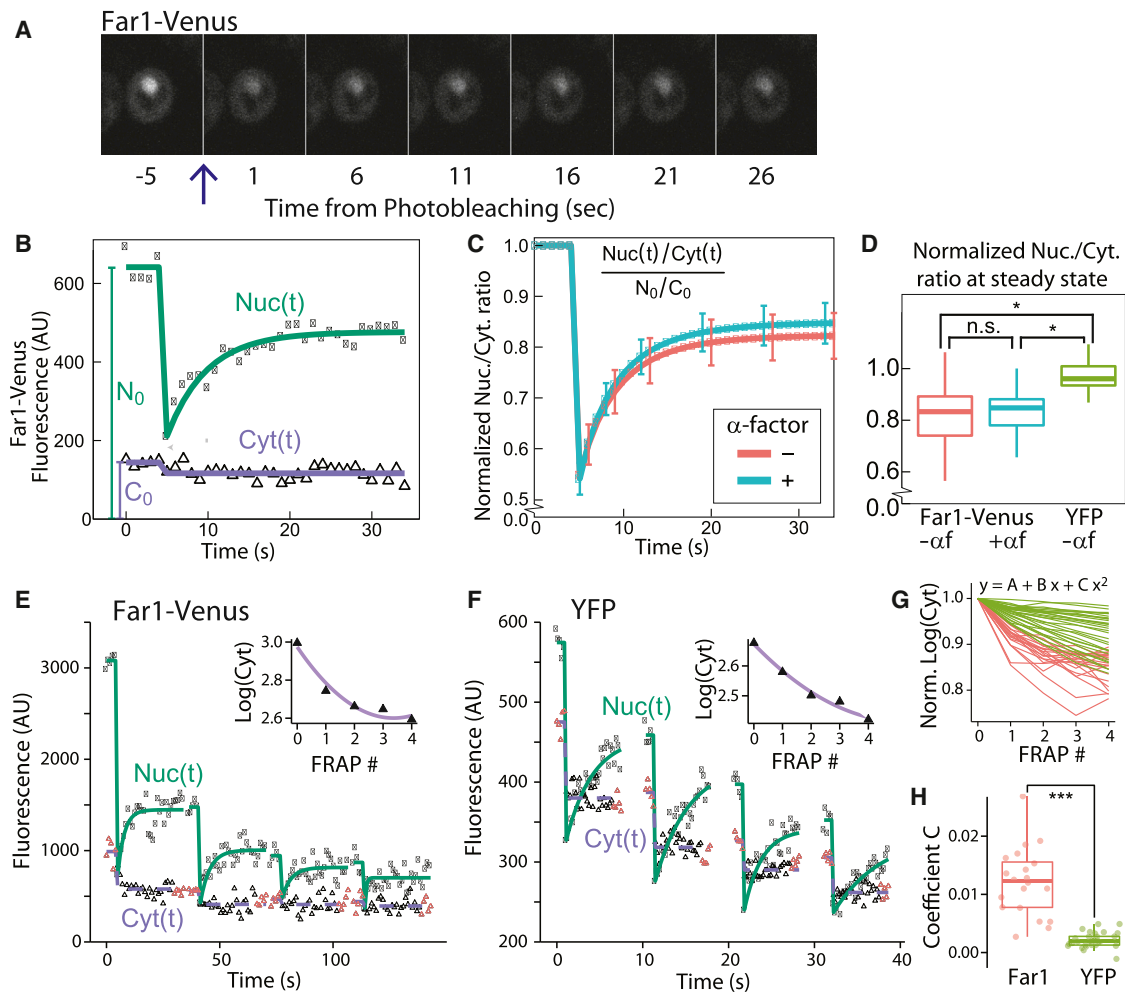 A
Far1-Venus
-5 1 6 11 16 21 26
Time from Photobleaching (sec)
B
Far1-Venus
Fluorescence (AU)
600
400
200
0
N₀
C₀
Nuc(t)
Cyt(t)
0 10 20 30
Time (s)
C
Normalized Nuc./Cyt. ratio
1.0
0.9
0.8
0.7
0.6
0.5
0.0
Nuc(t)/Cyt(t)
N₀/C₀
α-factor
−
+
0 10 20 30
Time (s)
D
Normalized Nuc./Cyt.
ratio at steady state
*
n.s. *
1.0
0.8
0.6
0.0
Far1-Venus YFP
-αf +αf -αf
E
Far1-Venus
Fluorescence (AU)
3000
2000
1000
0
Nuc(t)
Cyt(t)
Log(Cyt)
3.0
2.8
2.6
0 1 2 3 4
FRAP #
0 50 100
Time (s)
F
YFP
Fluorescence (AU)
600
500
400
300
200
Nuc(t)
Cyt(t)
Log(Cyt)
2.6
2.5
0 1 2 3 4
FRAP #
0 10 20 30 40
Time (s)
G
y = A + B x + C x²
Norm. Log(Cyt)
1.0
0.9
0.8
0 1 2 3 4
FRAP #
H
Coefficient C
***
0.02
0.01
0.00
Far1 YFP